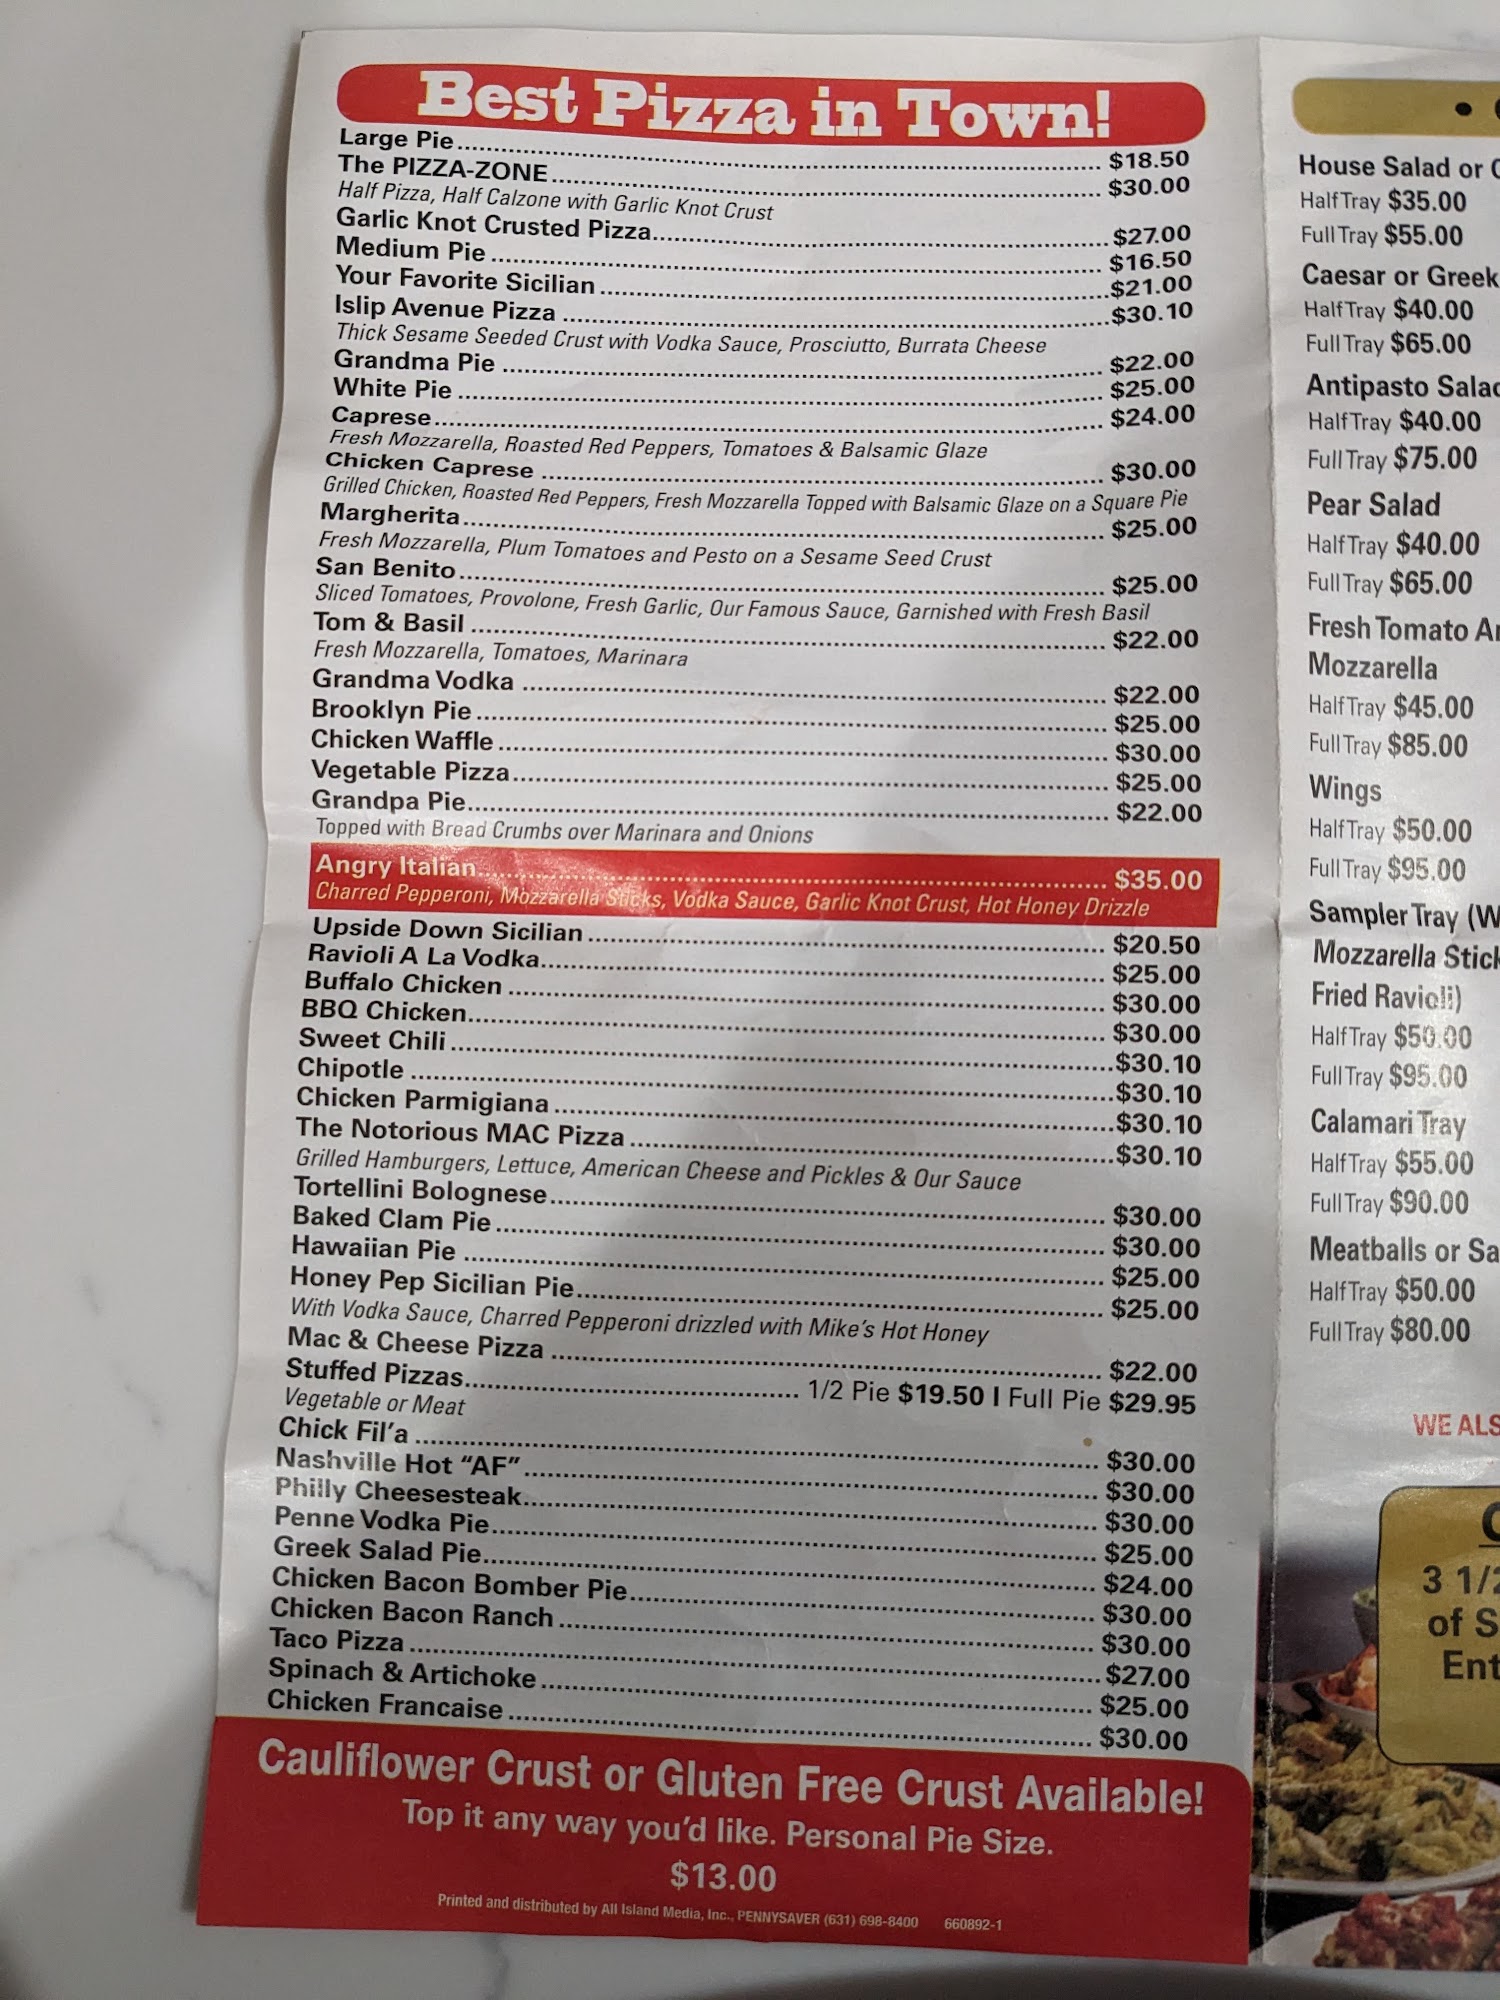 Best Pizza in Town!
Large Pie $18.50
The PIZZA-ZONE $30.00
Half Pizza, Half Calzone with Garlic Knot Crust
Garlic Knot Crusted Pizza $27.00
Medium Pie $16.50
Your Favorite Sicilian $21.00
Islip Avenue Pizza $30.10
Thick Sesame Seeded Crust with Vodka Sauce, Prosciutto, Burrata Cheese
Grandma Pie $22.00
White Pie $25.00
Caprese $24.00
Fresh Mozzarella, Roasted Red Peppers, Tomatoes & Balsamic Glaze
Chicken Caprese $30.00
Grilled Chicken, Roasted Red Peppers, Fresh Mozzarella Topped with Balsamic Glaze on a Square Pie
Margherita $25.00
Fresh Mozzarella, Plum Tomatoes and Pesto on a Sesame Seed Crust
San Benito $25.00
Sliced Tomatoes, Provolone, Fresh Garlic, Our Famous Sauce, Garnished with Fresh Basil
Tom & Basil $22.00
Fresh Mozzarella, Tomatoes, Marinara
Grandma Vodka $22.00
Brooklyn Pie $25.00
Chicken Waffle $30.00
Vegetable Pizza $25.00
Grandpa Pie $22.00
Topped with Bread Crumbs over Marinara and Onions
Angry Italian $35.00
Charred Pepperoni, Mozzarella Sticks, Vodka Sauce, Garlic Knot Crust, Hot Honey Drizzle
Upside Down Sicilian $20.50
Ravioli A La Vodka $25.00
Buffalo Chicken $30.00
BBQ Chicken $30.00
Sweet Chili $30.10
Chipotle $30.10
Chicken Parmigiana $30.10
The Notorious MAC Pizza $30.10
Grilled Hamburgers, Lettuce, American Cheese and Pickles & Our Sauce
Tortellini Bolognese $30.00
Baked Clam Pie $30.00
Hawaiian Pie $25.00
Honey Pep Sicilian Pie $25.00
With Vodka Sauce, Charred Pepperoni drizzled with Mike's Hot Honey
Mac & Cheese Pizza $22.00
Stuffed Pizzas 1/2 Pie $19.50 | Full Pie $29.95
Vegetable or Meat
Chick Fil'a $30.00
Nashville Hot "AF" $30.00
Philly Cheesesteak $30.00
Penne Vodka Pie $25.00
Greek Salad Pie $24.00
Chicken Bacon Bomber Pie $30.00
Chicken Bacon Ranch $30.00
Taco Pizza $27.00
Spinach & Artichoke $25.00
Chicken Francaise $30.00
Cauliflower Crust or Gluten Free Crust Available!
Top it any way you'd like. Personal Pie Size.
$13.00
Printed and distributed by All Island Media, Inc., PENNYSAVER (631) 698-8400 660892-1
House Salad or
Half Tray $35.00
Full Tray $55.00
Caesar or Greek
Half Tray $40.00
Full Tray $65.00
Antipasto
Half Tray $40.00
Full Tray $75.00
Pear Salad
Half Tray $40.00
Full Tray $65.00
Fresh Tomato
Mozzarella
Half Tray $45.00
Full Tray $85.00
Wings
Half Tray $50.00
Full Tray $95.00
Sampler Tray
Mozzarella
Fried Ravioli)
Half Tray $50.00
Full Tray $95.00
Calamari Tray
Half Tray $55.00
Full Tray $90.00
Meatballs or
Half Tray $50.00
Full Tray $80.00
WE
3
of